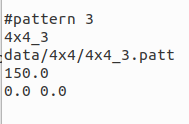 #pattern 3
4x4_3
data/4x4/4x4_3.patt
150.0
0.0 0.0